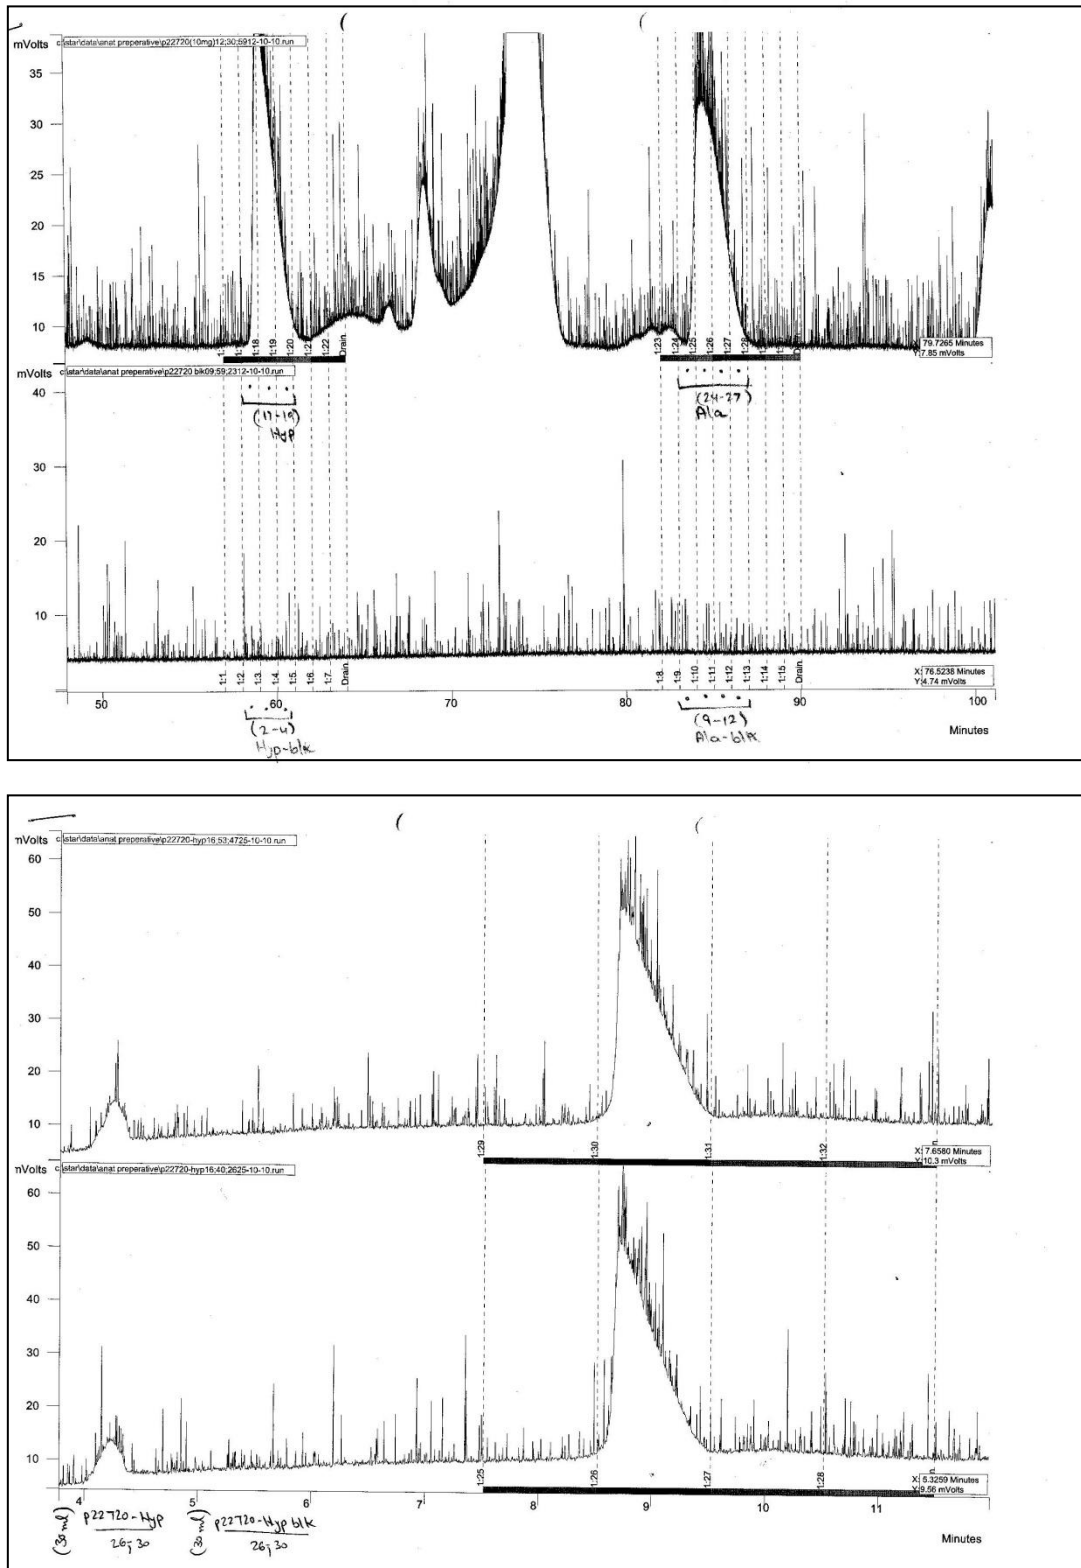 mVolts
c:\star\data\anat preperative\p22720(10mg)12;30;5912-10-10.run
35
30
25
20
15
10
1:18
1:19
1:20
1:22
Drain.
1:23
1:24
1:25
1:26
1:27
1:28
79.7265 Minutes
Y:7.85 mVolts
mVolts
c:\star\data\anat preperative\p22720 blk09;59;2312-10-10.run
40
(17-19)
Hyp
(24-27)
Ala
30
20
10
1:1.
1:2.
1:3.
1:4.
1:5.
1:6.
1:7.
Drain.
1:8.
1:9.
1:10
1:11
1:12
1:13
1:14
1:15
Drain.
X: 76.5238 Minutes
Y:4.74 mVolts
50
60
70
80
90
100
Minutes
(2-4)
Hyp-blk
(9-12)
Ala-blk
mVolts
c:\star\data\anat preperative\p22720-hyp16;53;4725-10-10.run
60
50
40
30
20
10
1:29
1:30
1:31
1:32
X: 7.6580 Minutes
Y:10.3 mVolts
mVolts
c:\star\data\anat preperative\p22720-hyp16;40;2625-10-10.run
60
50
40
30
20
10
1:25
1:26
1:27
1:28
X: 5.3259 Minutes
Y:9.56 mVolts
4
5
6
7
8
9
10
11
Minutes
(30 ml) p22720-Hyp
26; 30
(30 ml) p22720-Hyp blk
26; 30